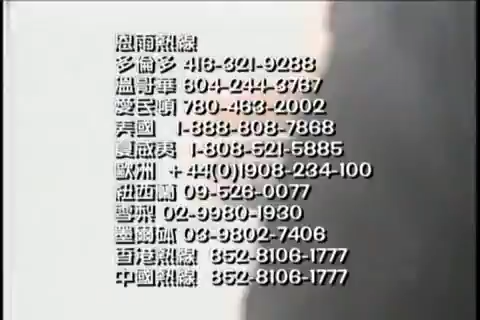 恩雨熱線
多倫多 416-321-9288
溫哥華 604-244-3767
愛民頓 780-463-2002
美國 1-888-808-7868
夏威夷 1-808-521-5885
歐洲 +44(0)1908-234-100
紐西蘭 09-526-0077
雪梨 02-9980-1930
墨爾砵 03-9802-7406
香港熱線 852-8106-1777
中國熱線 852-8106-1777